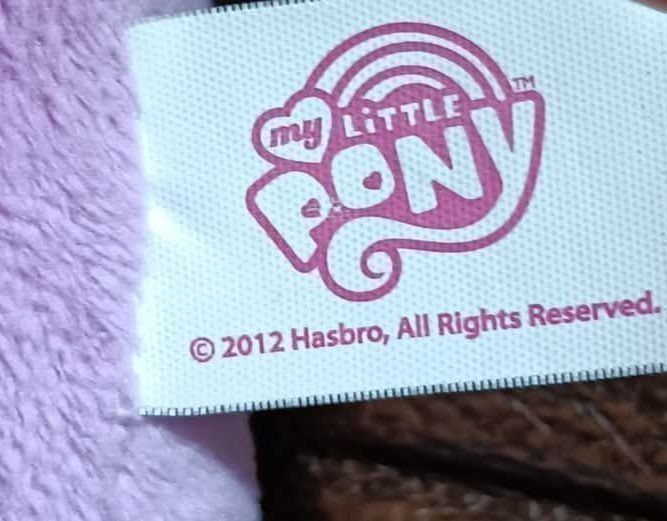 my LiTTLE TM
PONY
© 2012 Hasbro, All Rights Reserved.